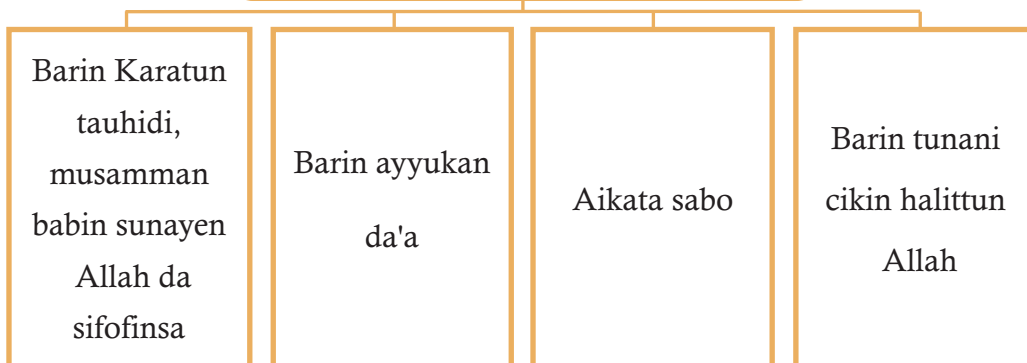 Barin Karatun
tauhidi,
musamman
babin sunayen
Allah da
sifofinsa
Barin ayyukan
da'a
Aikata sabo
Barin tunani
cikin halittun
Allah